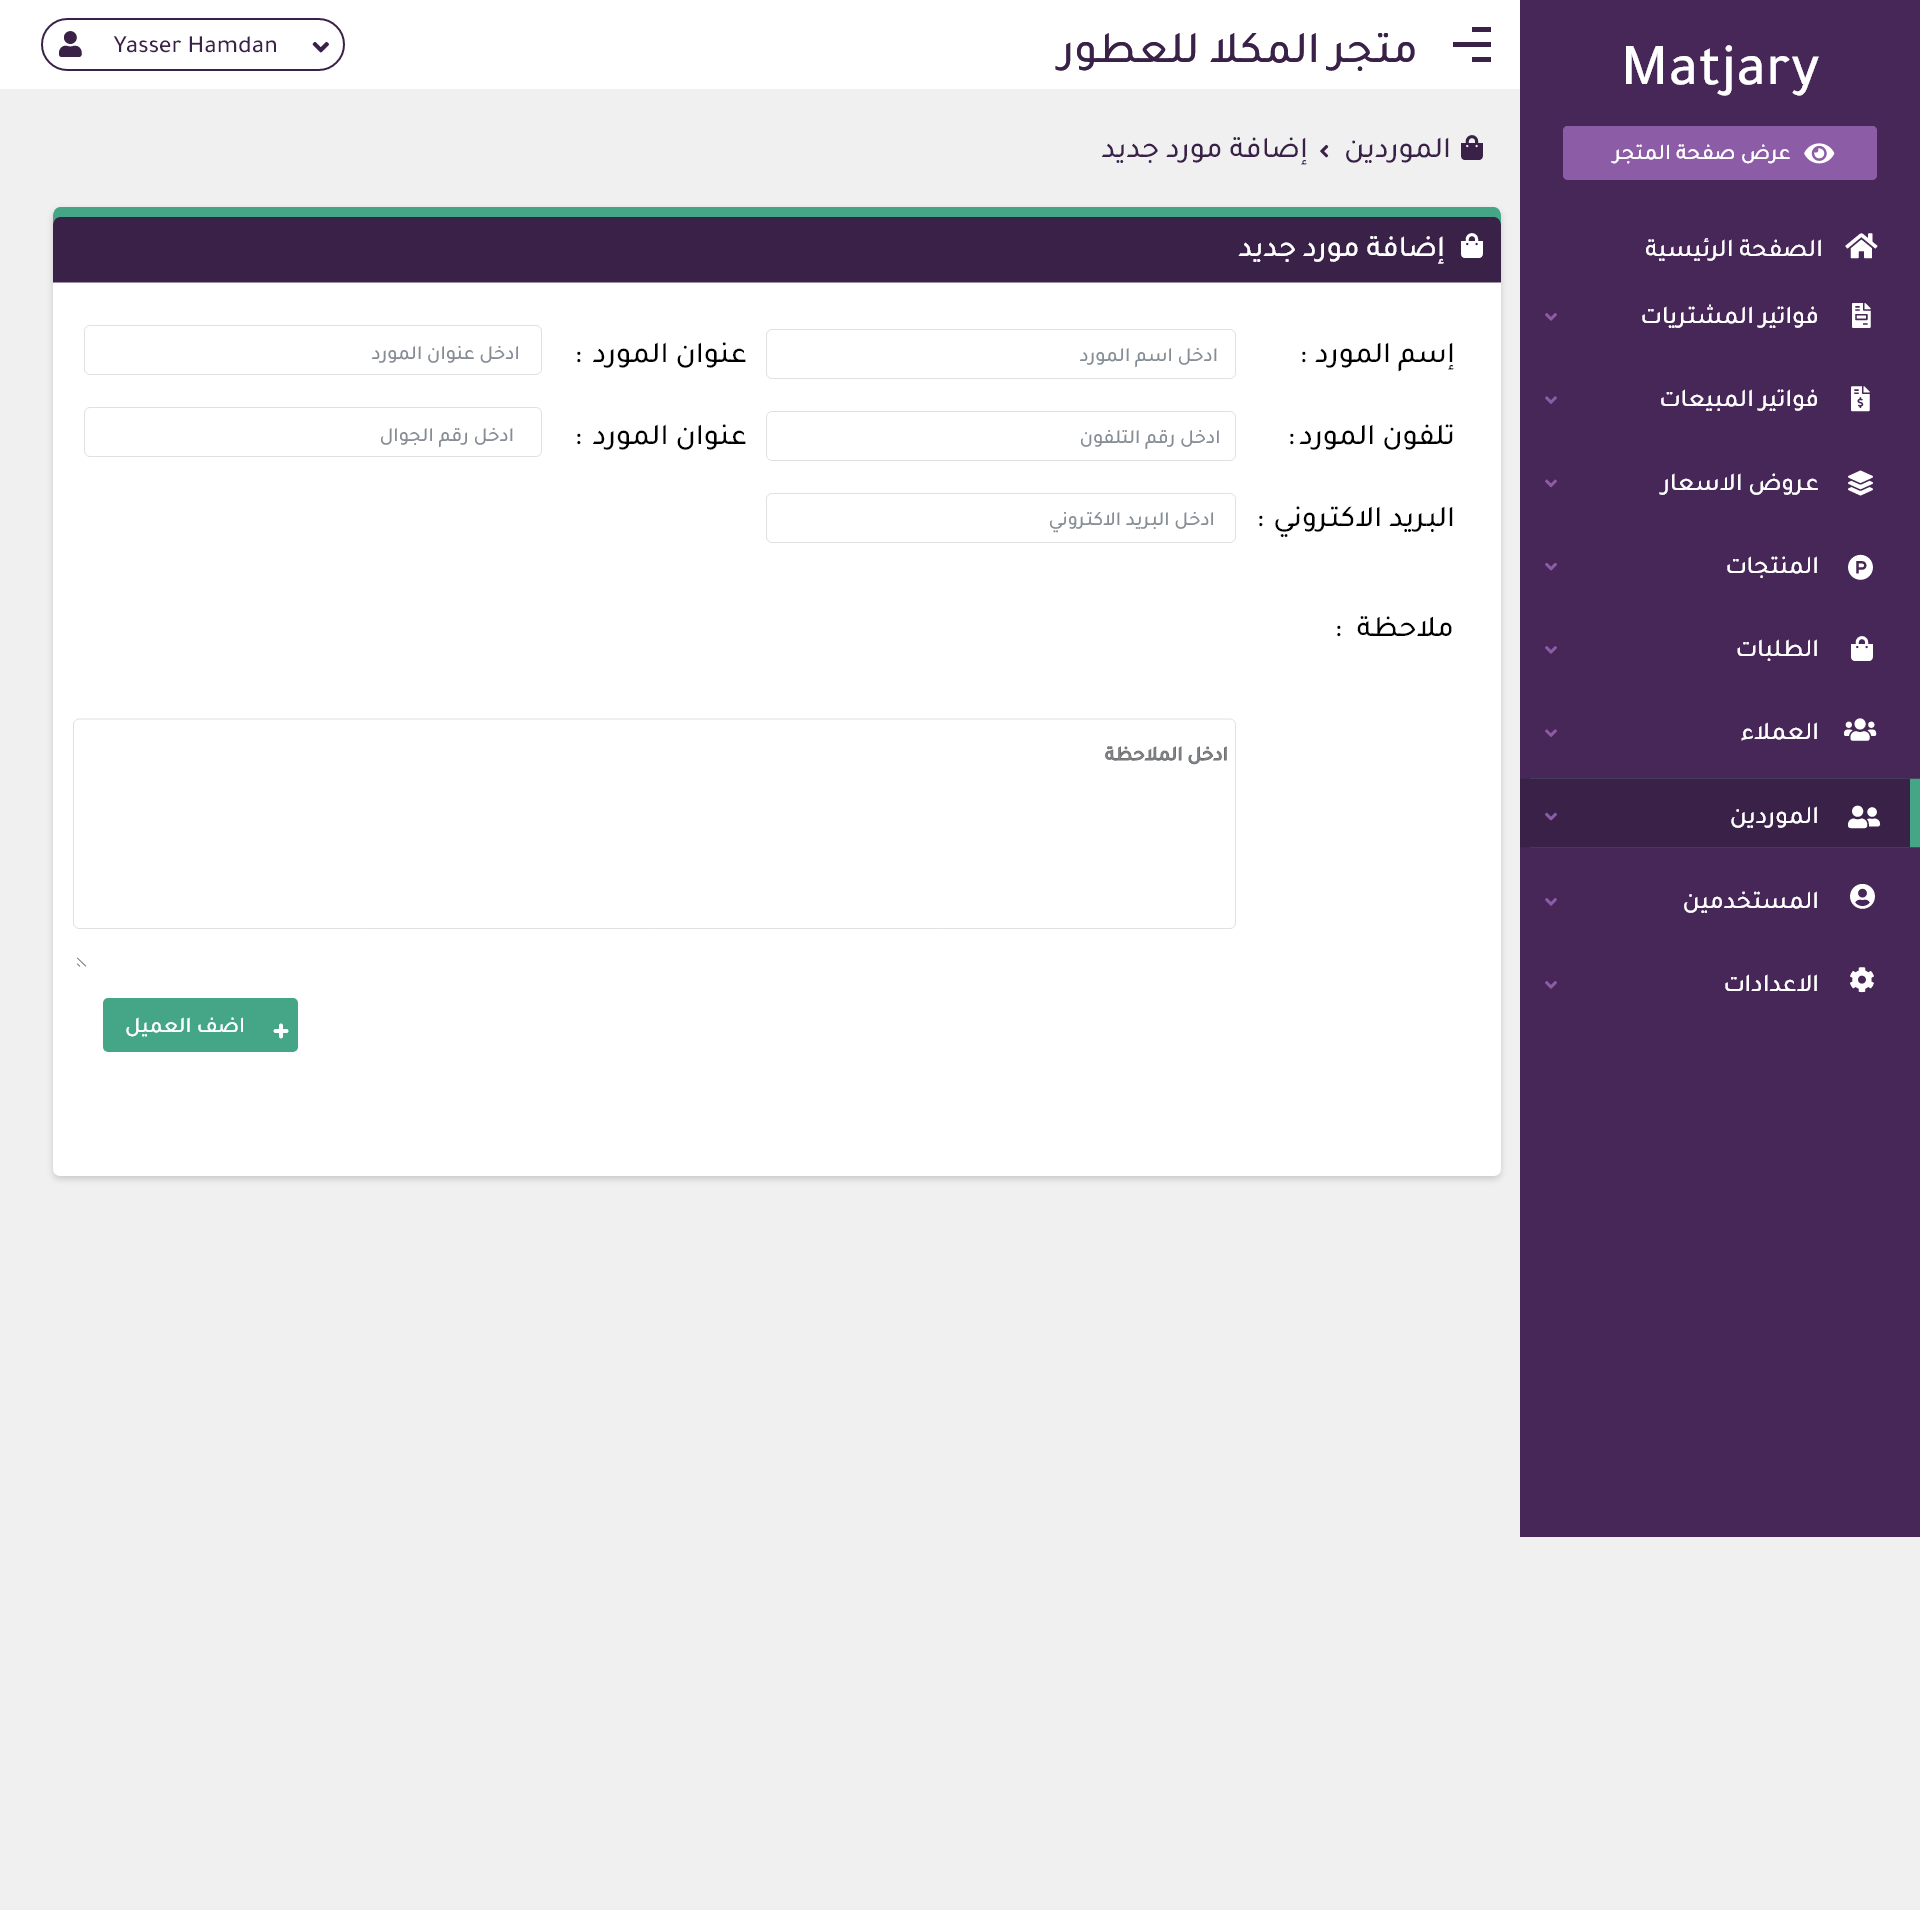 Matjary
عرض صفحة المتجر
الصفحة الرئيسية
فواتير المشتريات
فواتير المبيعات
عروض الاسعار
المنتجات
الطلبات
العملاء
الموردين
المستخدمين
الاعدادات
متجر المكلا للعطور
Yasser Hamdan
الموردين › إضافة مورد جديد
إضافة مورد جديد
إسم المورد :
ادخل اسم المورد
عنوان المورد :
ادخل عنوان المورد
تلفون المورد :
ادخل رقم التلفون
عنوان المورد :
ادخل رقم الجوال
البريد الاكتروني :
ادخل البريد الاكتروني
ملاحظة :
ادخل الملاحظة
+ اضف العميل